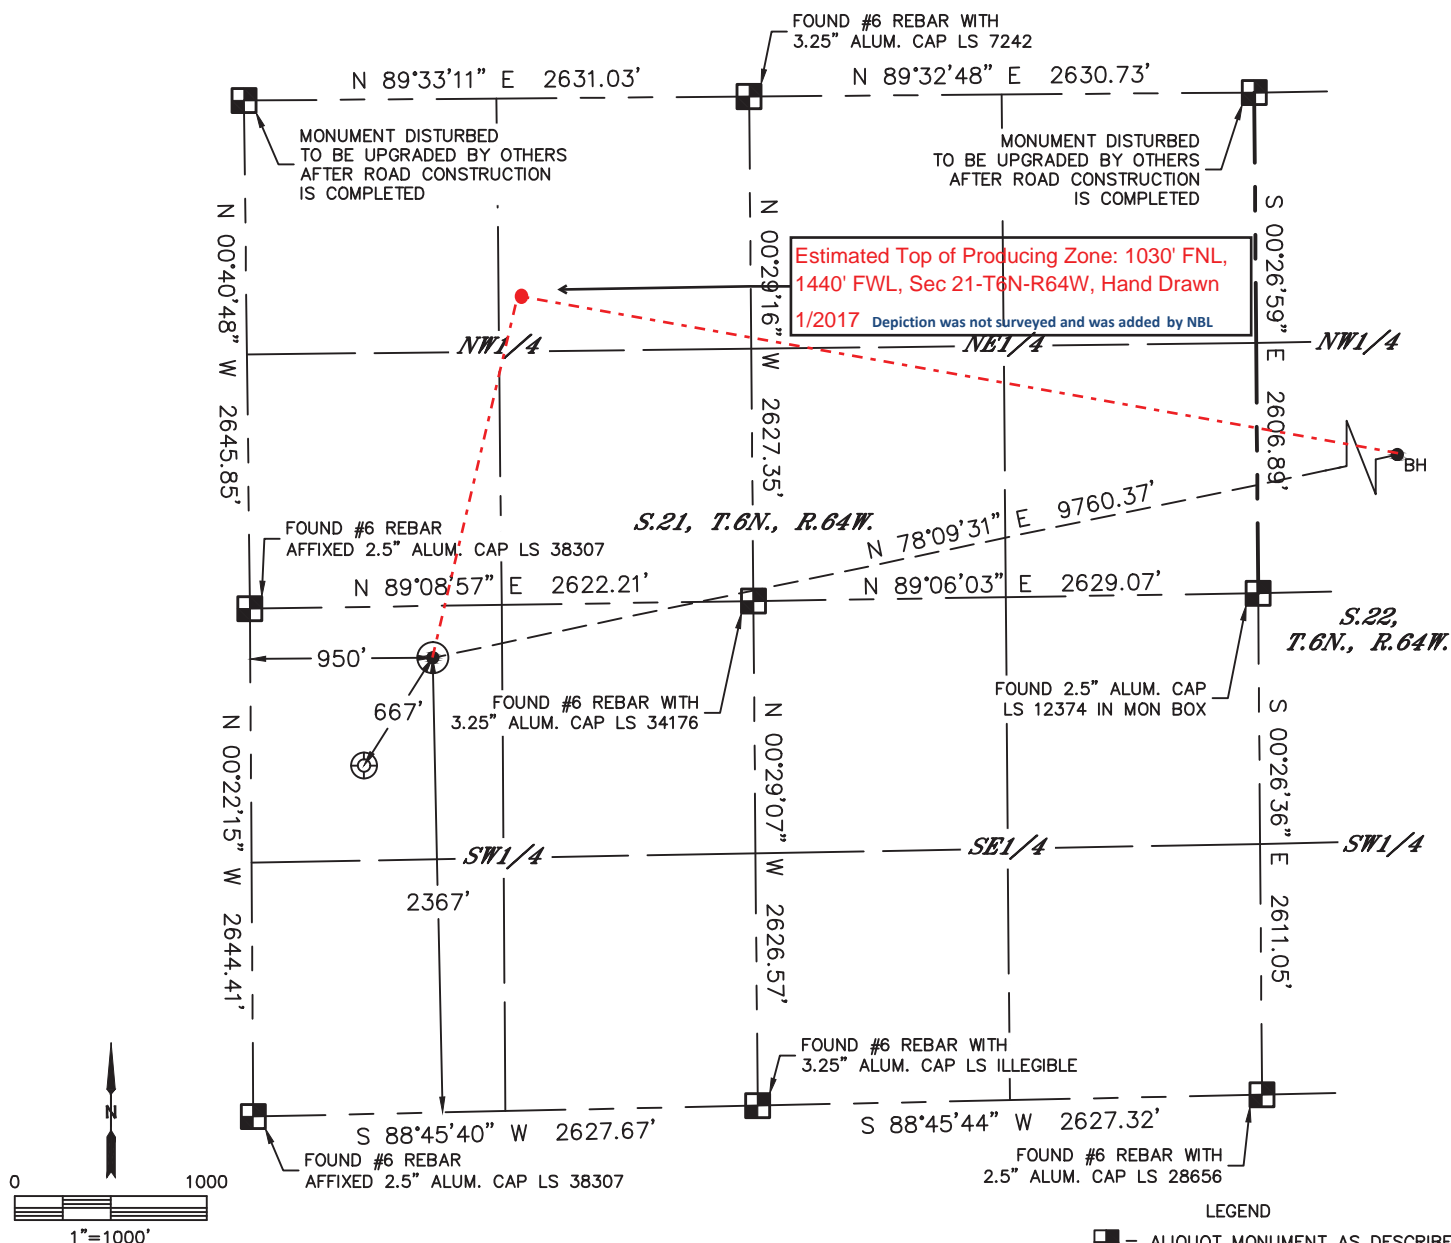 FOUND #6 REBAR WITH
3.25" ALUM. CAP LS 7242
N 89°33'11" E 2631.03'
N 89°32'48" E 2630.73'
MONUMENT DISTURBED
TO BE UPGRADED BY OTHERS
AFTER ROAD CONSTRUCTION
IS COMPLETED
MONUMENT DISTURBED
TO BE UPGRADED BY OTHERS
AFTER ROAD CONSTRUCTION
IS COMPLETED
N 00°40'48" W 2645.85'
N 00°29'16" W 2627.35'
S 00°26'59" E 2606.89'
Estimated Top of Producing Zone: 1030' FNL,
1440' FWL, Sec 21-T6N-R64W, Hand Drawn
1/2017 Depiction was not surveyed and was added by NBL
NW1/4
NE1/4
NW1/4
BH
S.21, T.6N., R.64W.
N 78°09'31" E 9760.37'
FOUND #6 REBAR
AFFIXED 2.5" ALUM. CAP LS 38307
N 89°08'57" E 2622.21'
N 89°06'03" E 2629.07'
S.22,
T.6N., R.64W.
950'
667'
FOUND #6 REBAR WITH
3.25" ALUM. CAP LS 34176
FOUND 2.5" ALUM. CAP
LS 12374 IN MON BOX
N 00°22'15" W 2644.41'
N 00°29'07" W 2626.57'
S 00°26'36" E 2611.05'
SW1/4
SE1/4
SW1/4
2367'
FOUND #6 REBAR WITH
3.25" ALUM. CAP LS ILLEGIBLE
N
S 88°45'40" W 2627.67'
S 88°45'44" W 2627.32'
FOUND #6 REBAR
AFFIXED 2.5" ALUM. CAP LS 38307
FOUND #6 REBAR WITH
2.5" ALUM. CAP LS 28656
0 1000
1"=1000'
LEGEND
= ALIQUOT MONUMENT AS DESCRIBE